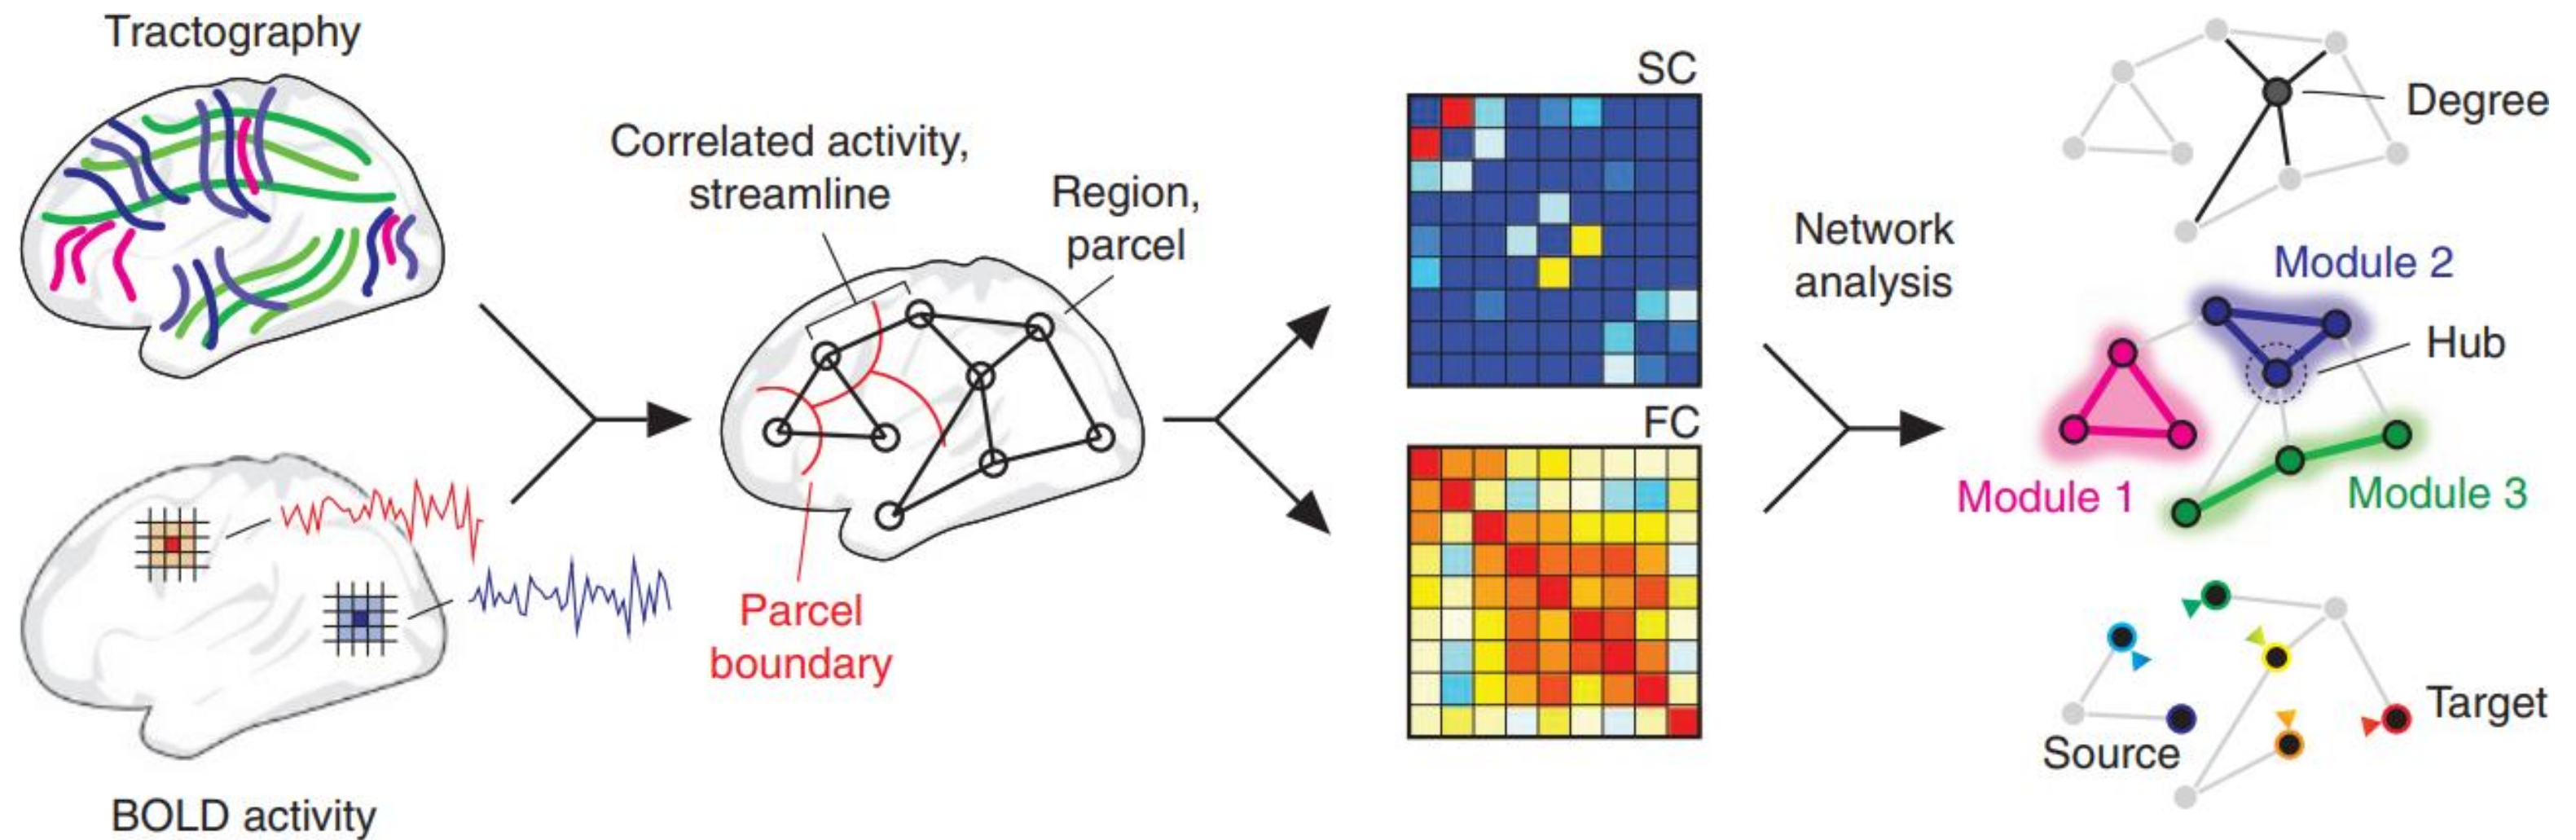 Tractography
BOLD activity
Correlated activity,
streamline
Region,
parcel
Parcel
boundary
SC
FC
Network
analysis
Degree
Module 2
Hub
Module 1
Module 3
Source
Target